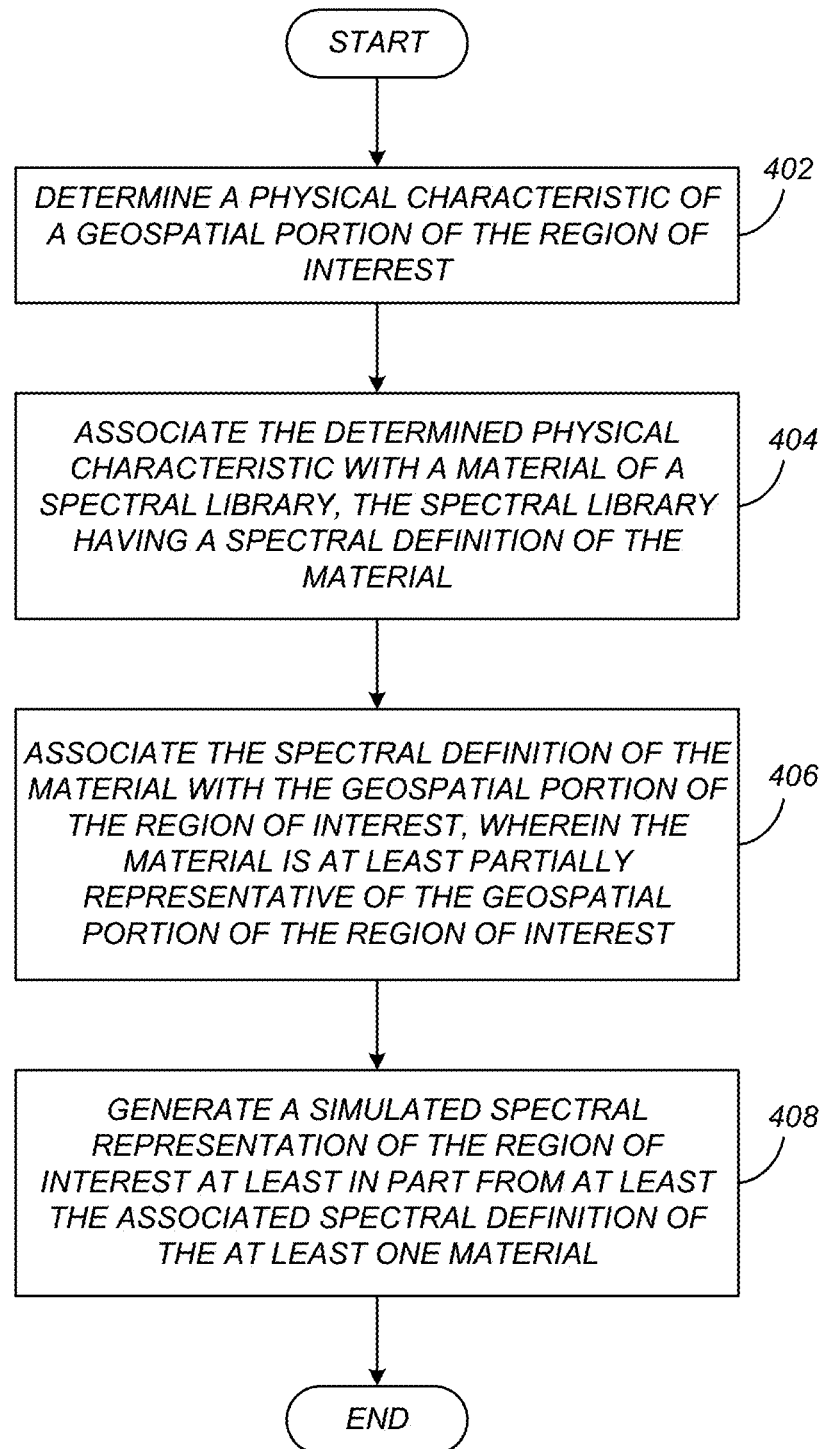 START
402
DETERMINE A PHYSICAL CHARACTERISTIC OF
A GEOSPATIAL PORTION OF THE REGION OF
INTEREST
404
ASSOCIATE THE DETERMINED PHYSICAL
CHARACTERISTIC WITH A MATERIAL OF A
SPECTRAL LIBRARY, THE SPECTRAL LIBRARY
HAVING A SPECTRAL DEFINITION OF THE
MATERIAL
406
ASSOCIATE THE SPECTRAL DEFINITION OF THE
MATERIAL WITH THE GEOSPATIAL PORTION OF
THE REGION OF INTEREST, WHEREIN THE
MATERIAL IS AT LEAST PARTIALLY
REPRESENTATIVE OF THE GEOSPATIAL
PORTION OF THE REGION OF INTEREST
408
GENERATE A SIMULATED SPECTRAL
REPRESENTATION OF THE REGION OF
INTEREST AT LEAST IN PART FROM AT LEAST
THE ASSOCIATED SPECTRAL DEFINITION OF
THE AT LEAST ONE MATERIAL
END